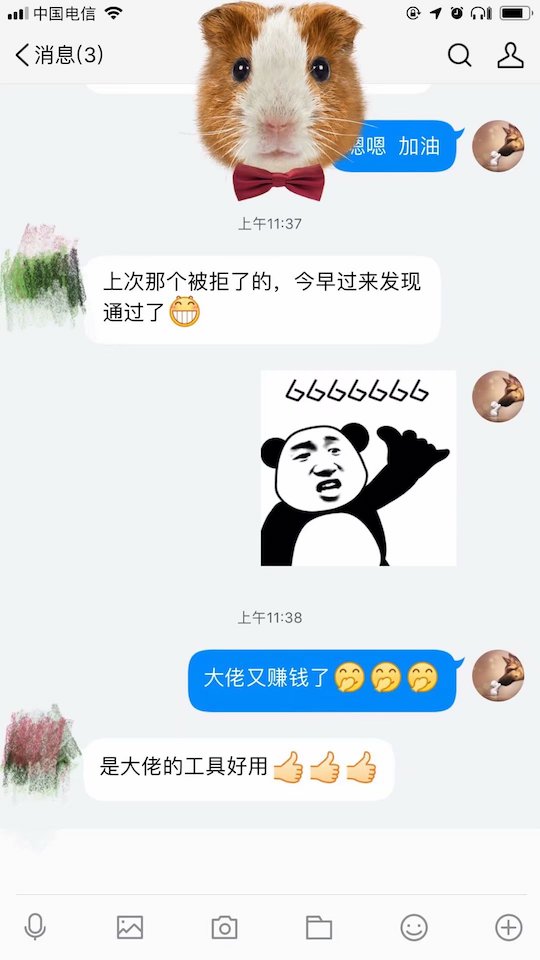 中国电信
消息(3)
嗯嗯 加油
上午11:37
上次那个被拒了的，今早过来发现
通过了
6666666
上午11:38
大佬又赚钱了
是大佬的工具好用